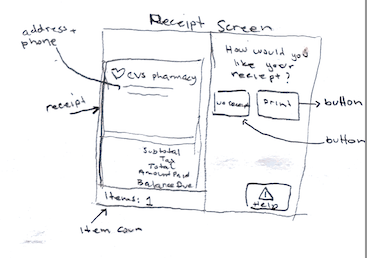 Receipt Screen
address +
phone
How would you
like your
receipt?
CVS pharmacy
receipt
No receipt
Print
button
button
Subtotal
Tax
Total
Amount Paid
Balance Due
Items: 1
Help
Item coun